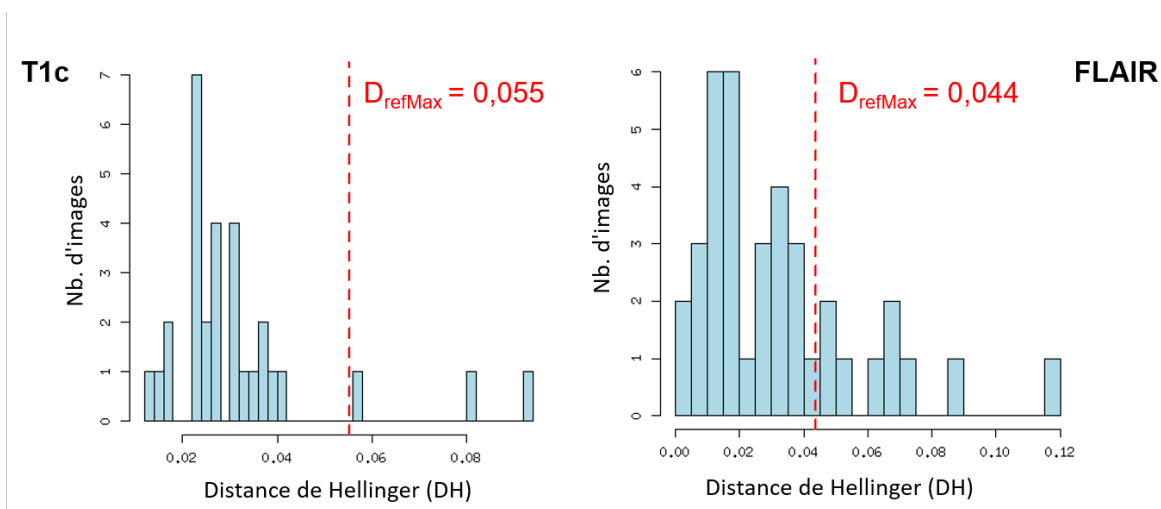 T1c
D_refMax = 0,055
Nb. d'images
7
6
5
4
3
2
1
0
0.02 0.04 0.06 0.08
Distance de Hellinger (DH)
FLAIR
D_refMax = 0,044
Nb. d'images
6
5
4
3
2
1
0
0.00 0.02 0.04 0.06 0.08 0.10 0.12
Distance de Hellinger (DH)